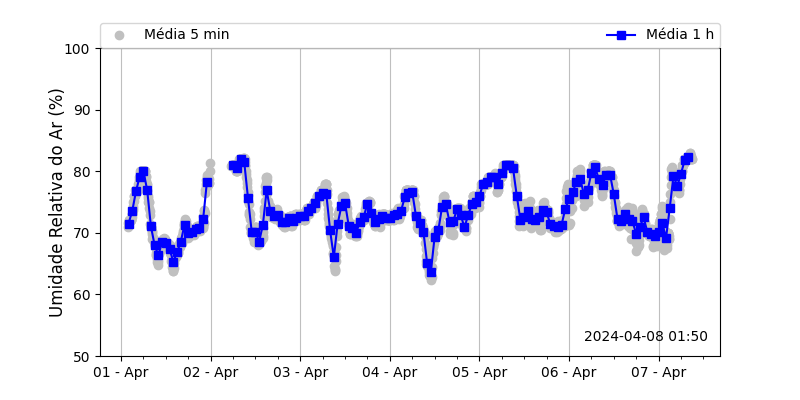 Média 5 min
Média 1 h
100
90
80
70
60
50
Umidade Relativa do Ar (%)
2024-04-08 01:50
01 - Apr
02 - Apr
03 - Apr
04 - Apr
05 - Apr
06 - Apr
07 - Apr